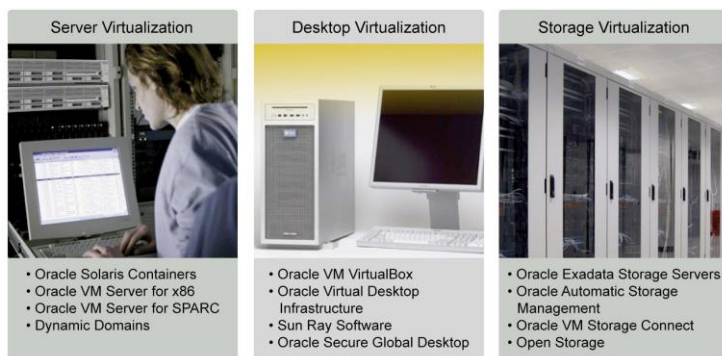 Server Virtualization
• Oracle Solaris Containers
• Oracle VM Server for x86
• Oracle VM Server for SPARC
• Dynamic Domains
Desktop Virtualization
• Oracle VM VirtualBox
• Oracle Virtual Desktop
Infrastructure
• Sun Ray Software
• Oracle Secure Global Desktop
Storage Virtualization
• Oracle Exadata Storage Servers
• Oracle Automatic Storage
Management
• Oracle VM Storage Connect
• Open Storage